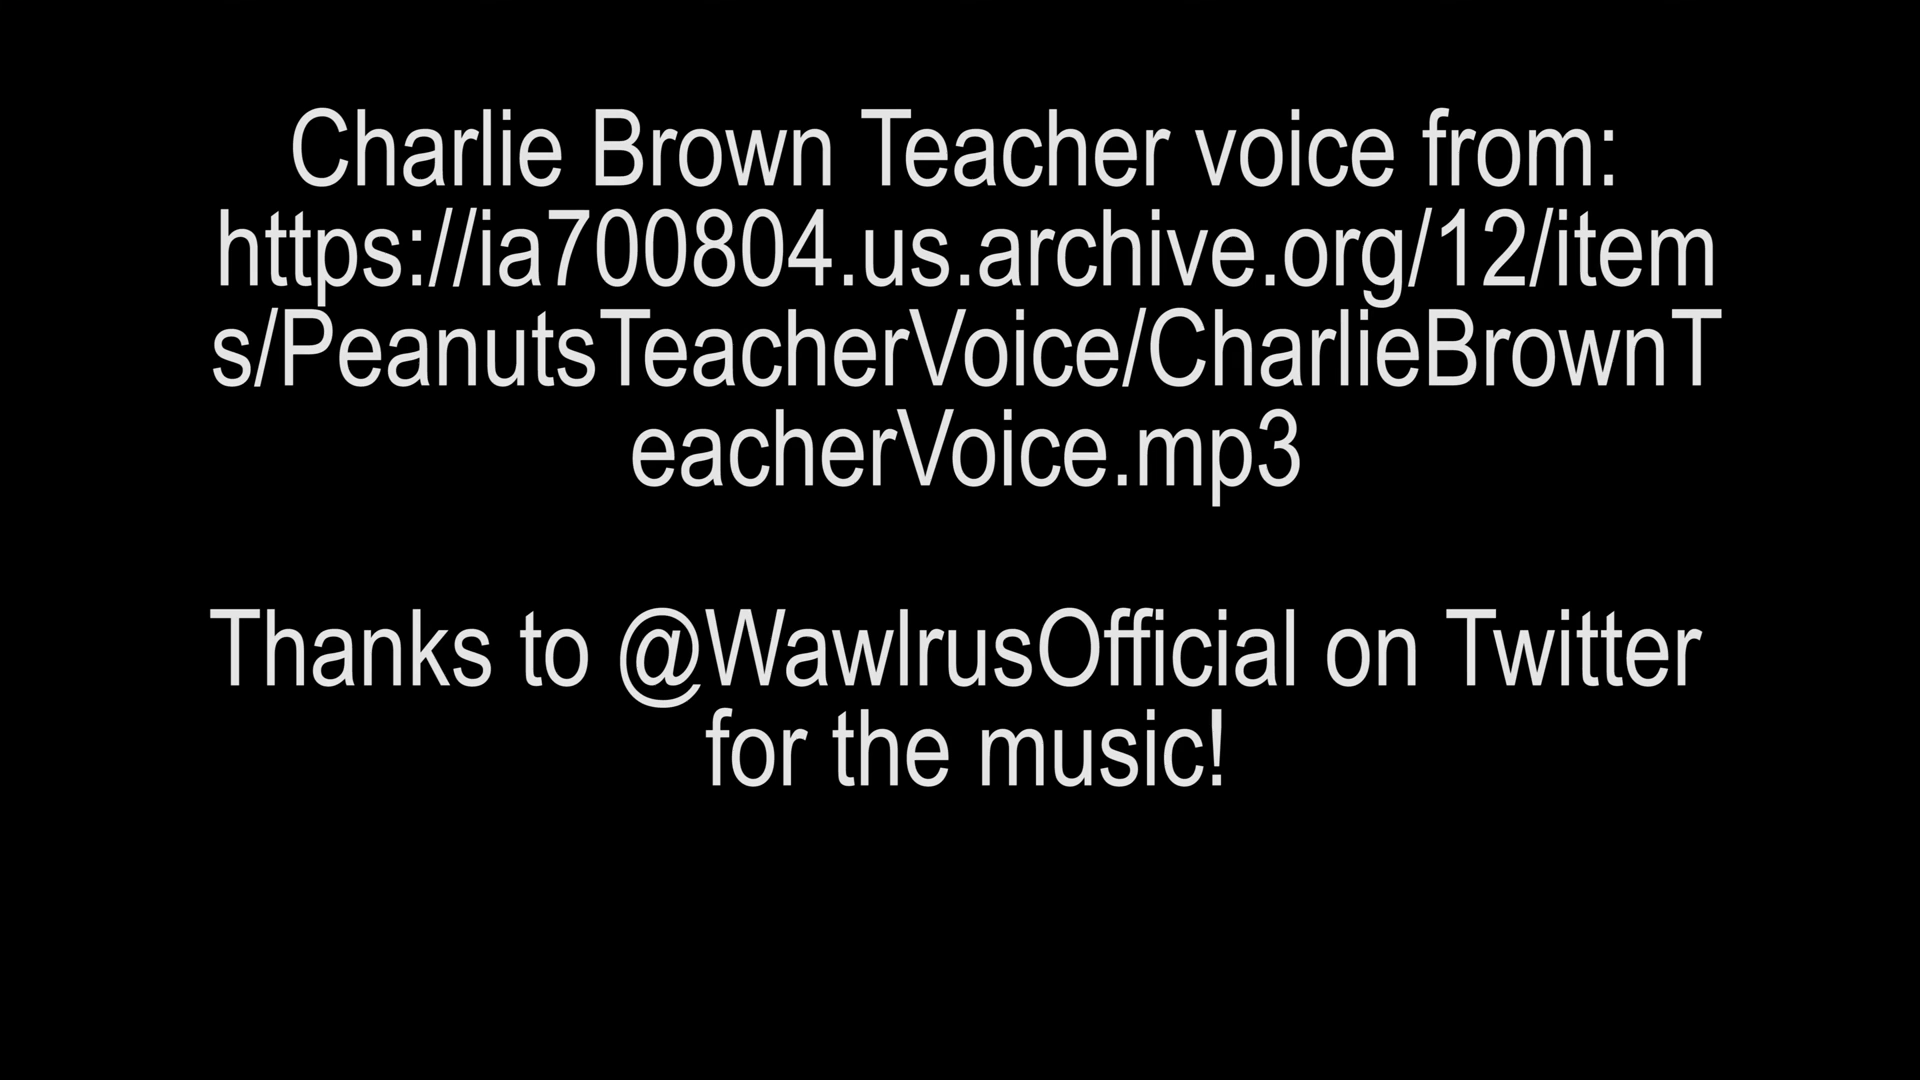 Charlie Brown Teacher voice from:
https://ia700804.us.archive.org/12/item
s/PeanutsTeacherVoice/CharlieBrownT
eacherVoice.mp3
Thanks to @WawlrusOfficial on Twitter
for the music!